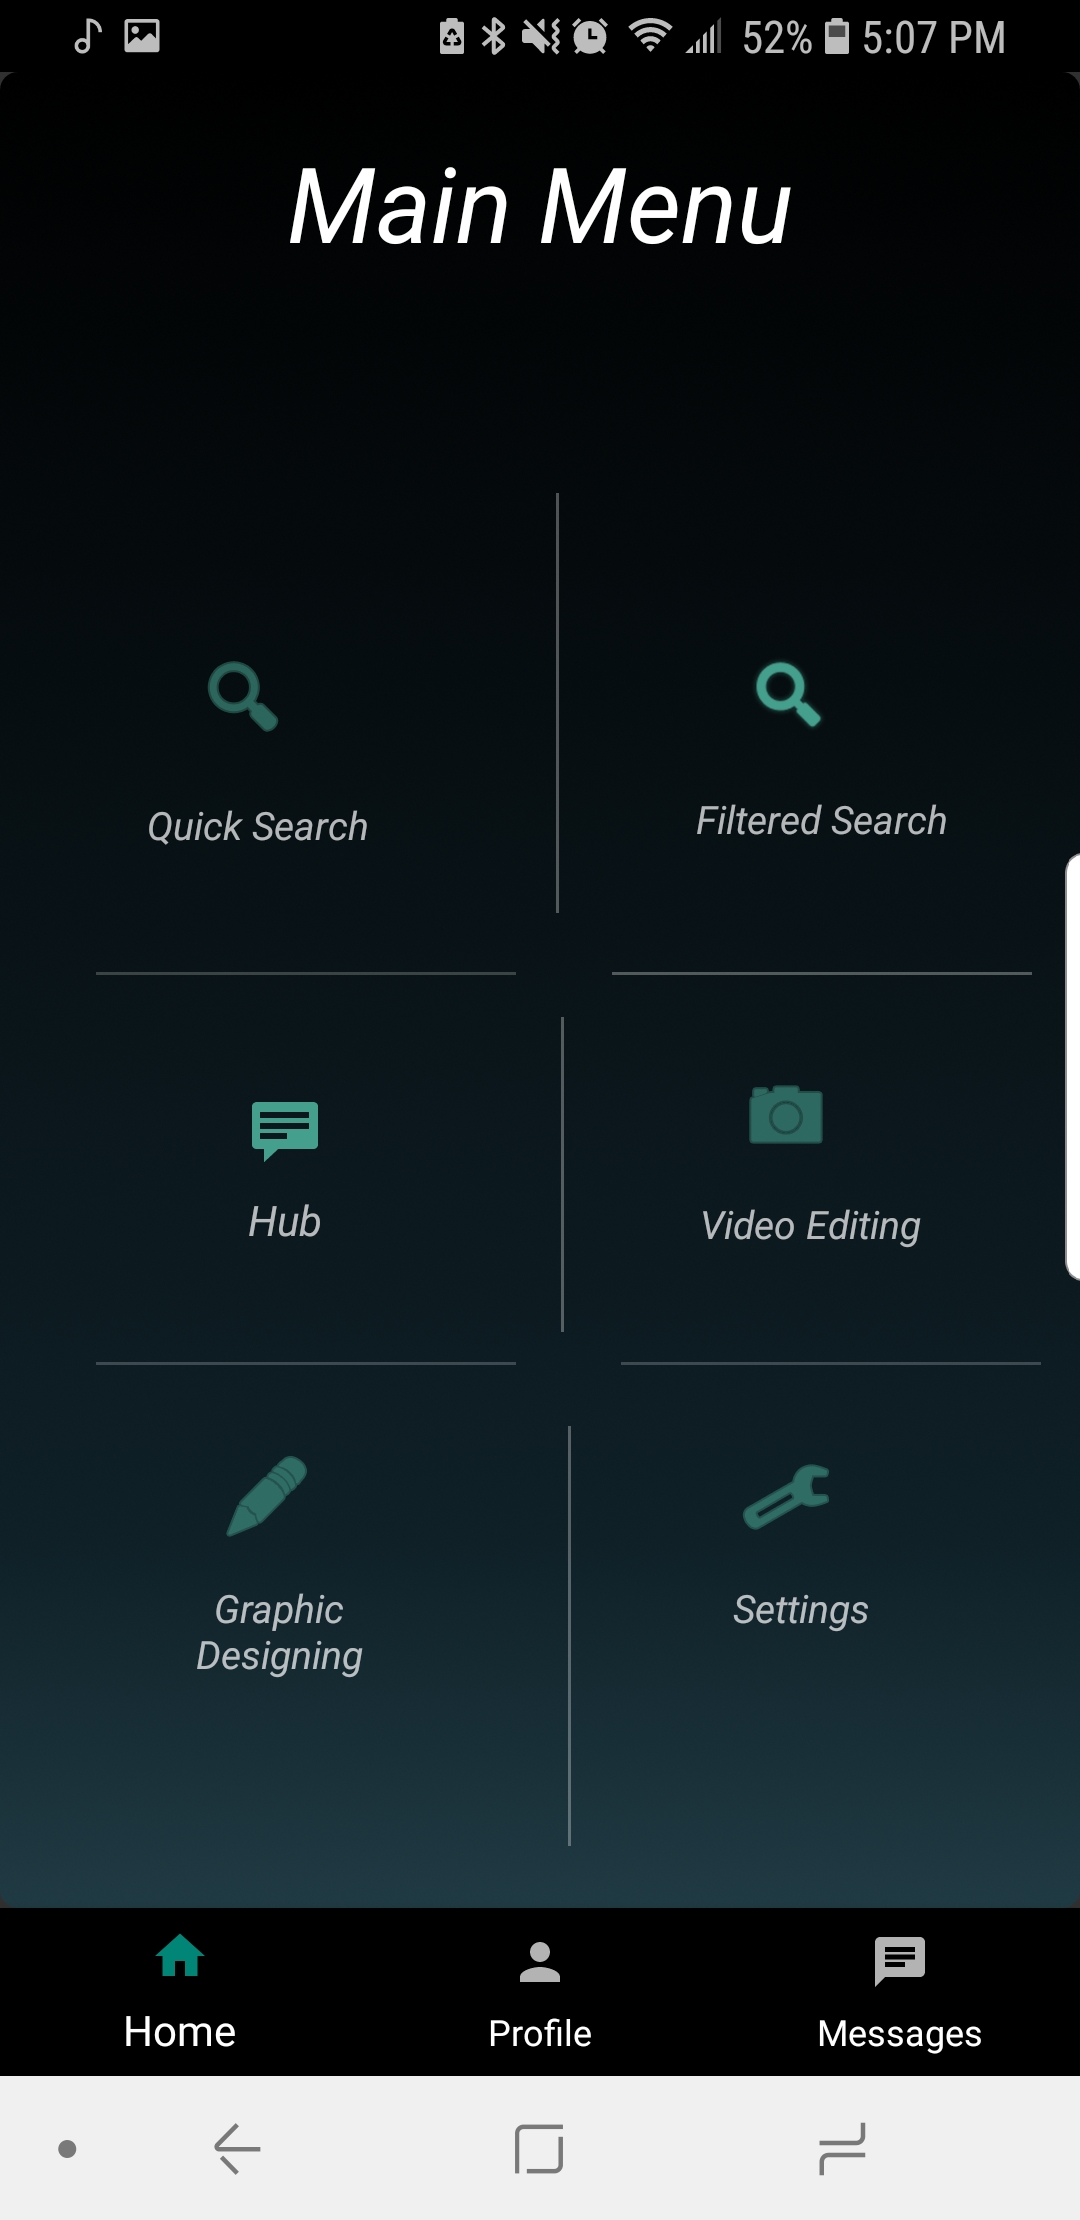 52% 5:07 PM
Main Menu
Quick Search
Filtered Search
Hub
Video Editing
Graphic
Designing
Settings
Home
Profile
Messages